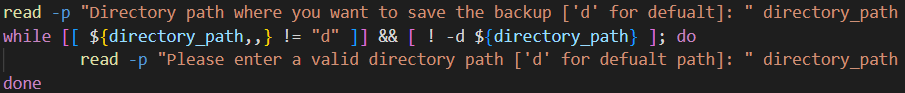 read -p "Directory path where you want to save the backup ['d' for defualt]: " directory_path
while [[ ${directory_path,,} != "d" ]] && [ ! -d ${directory_path} ]; do
        read -p "Please enter a valid directory path ['d' for defualt path]: " directory_path
done